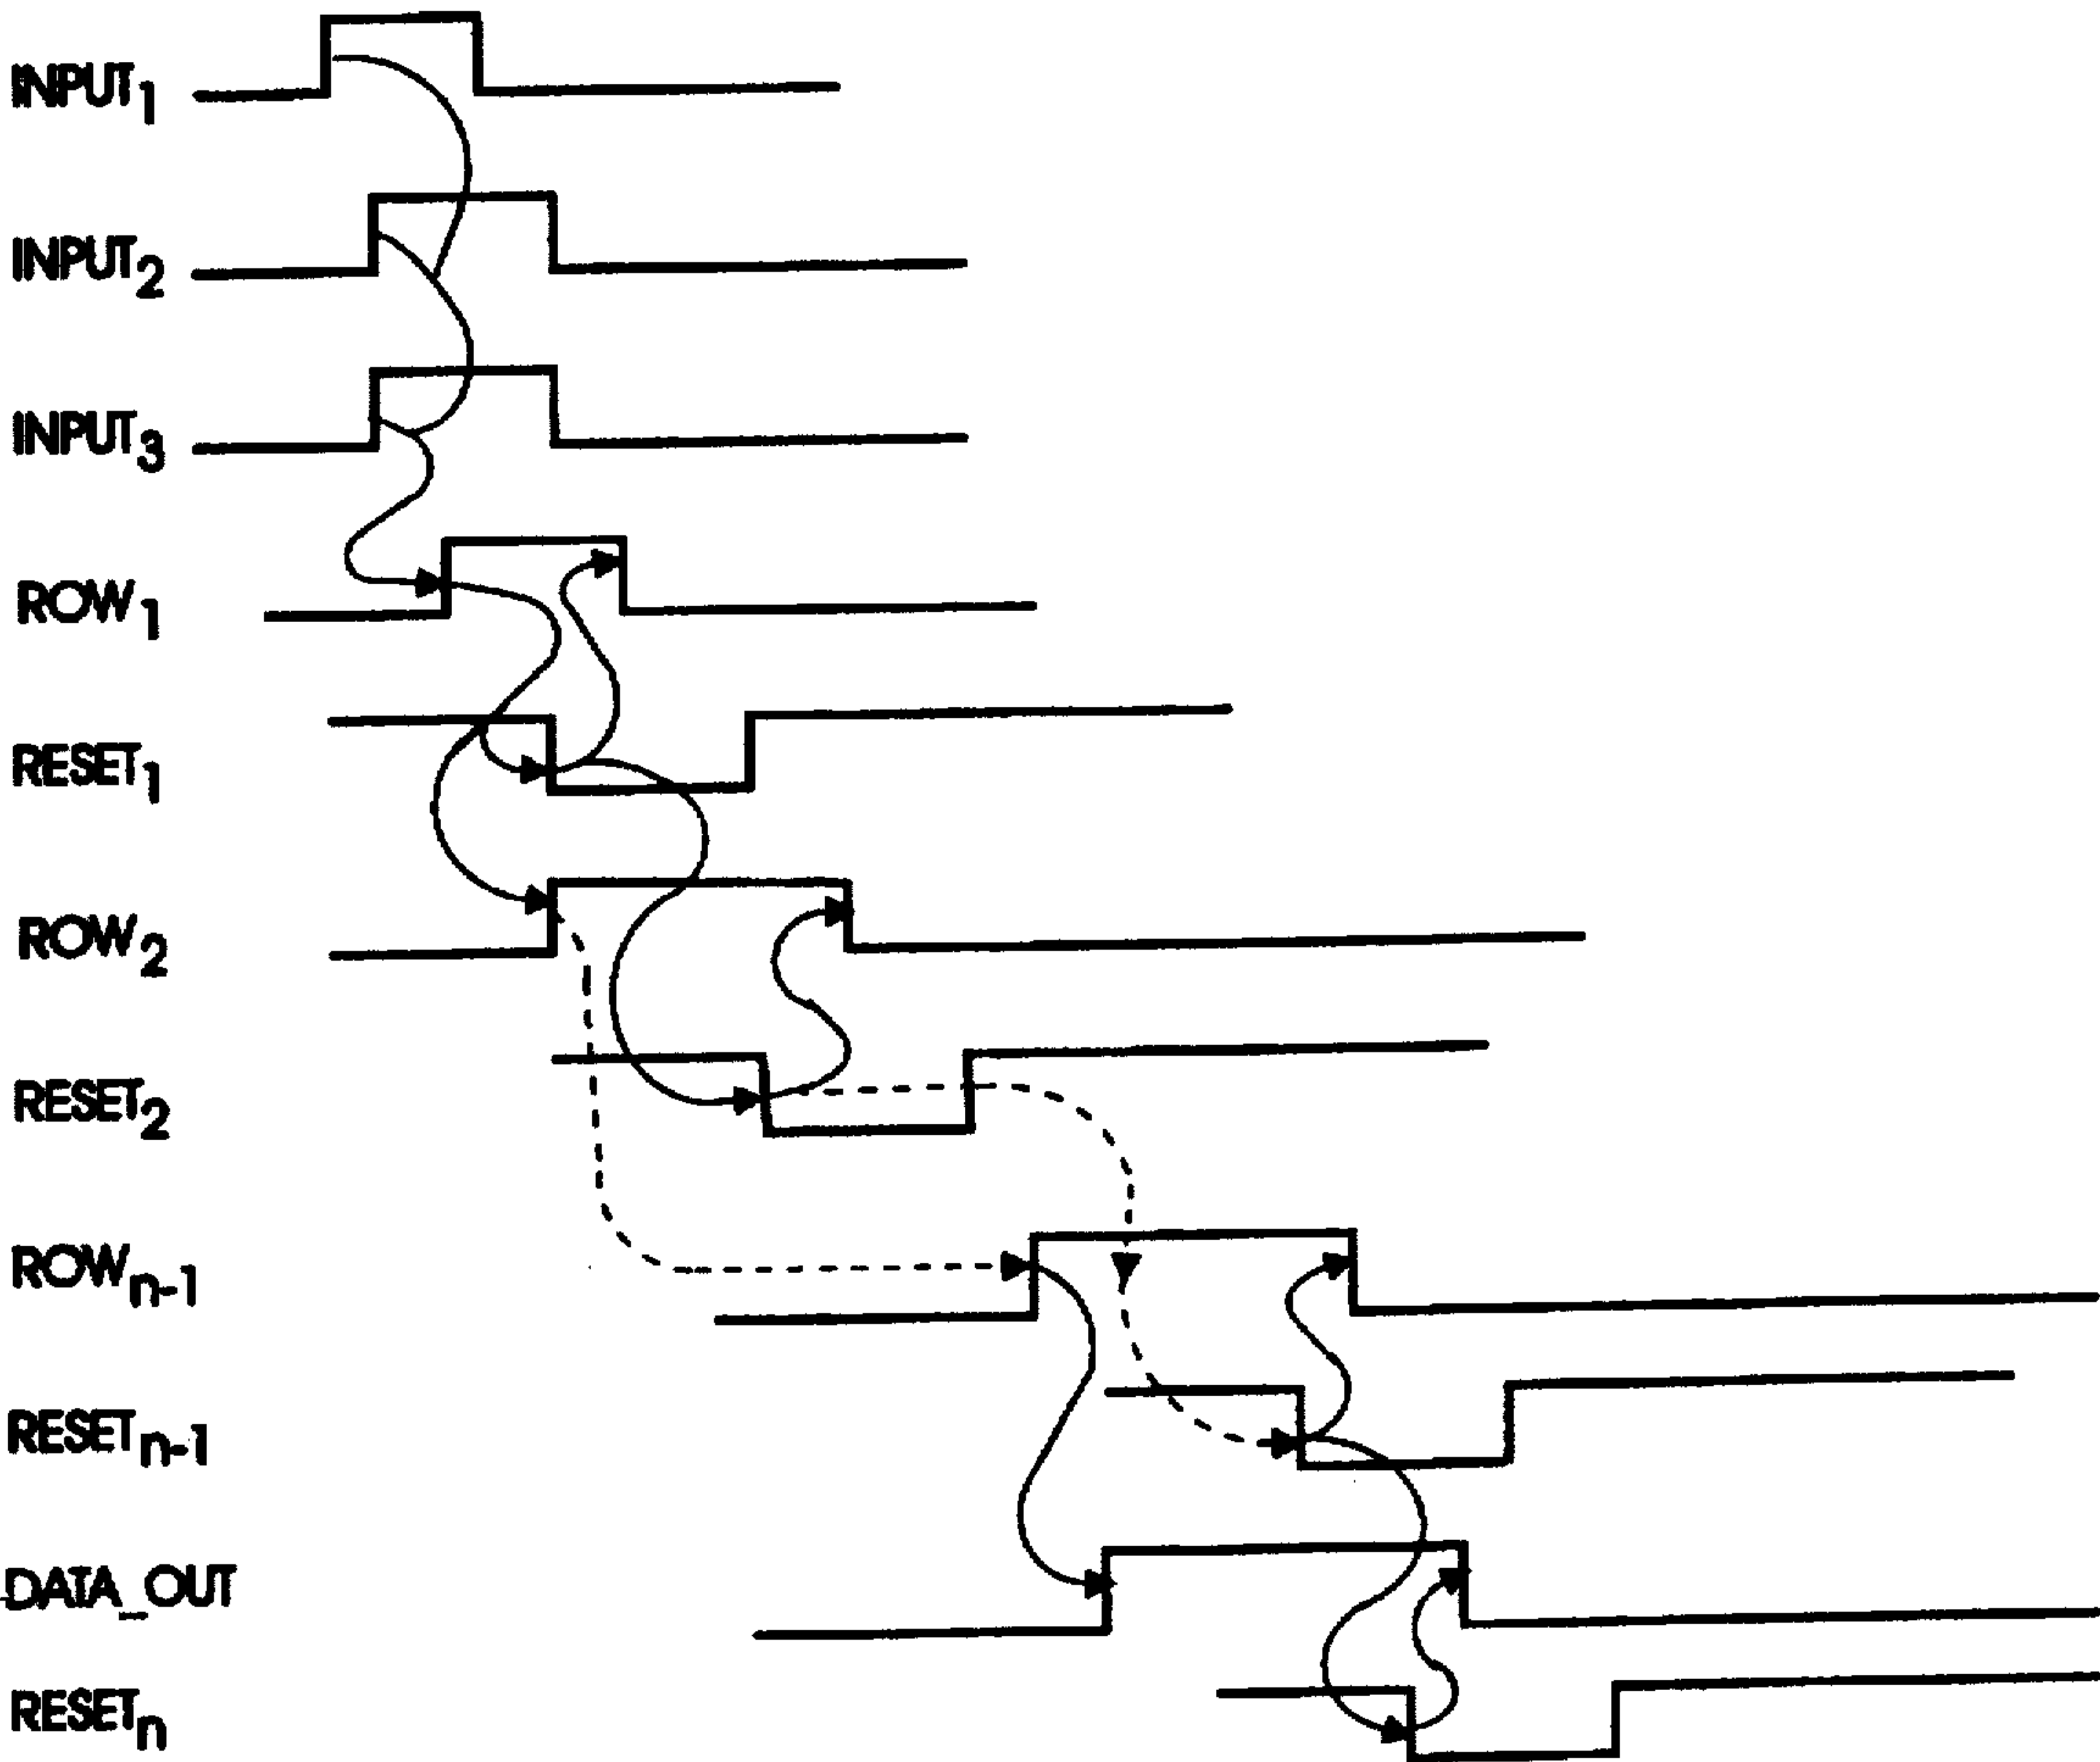 INPUT1
INPUT2
INPUT3
ROW1
RESET1
ROW2
RESET2
ROWn-1
RESETn-1
DATA_OUT
RESETn